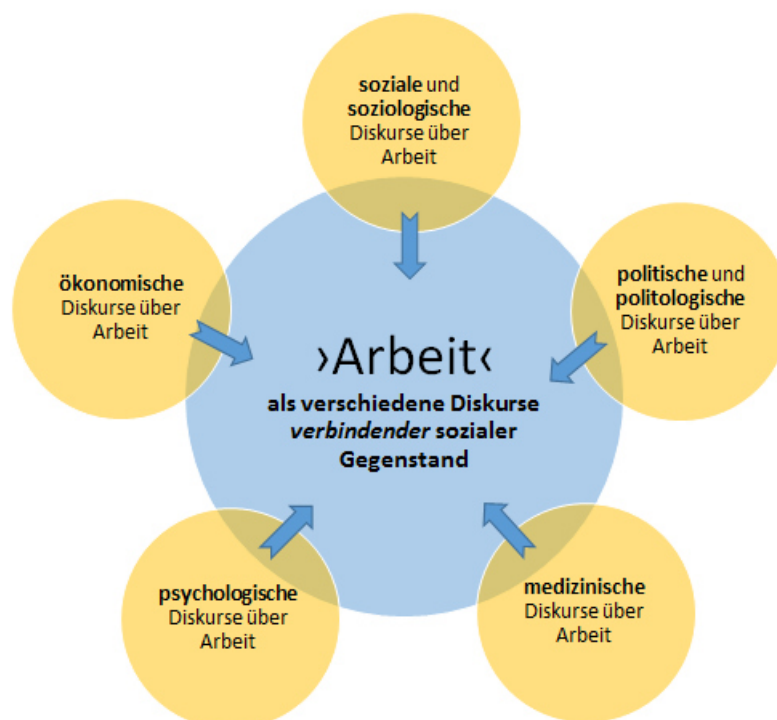 soziale und
soziologische
Diskurse über
Arbeit
ökonomische
Diskurse über
Arbeit
politische und
politologische
Diskurse über
Arbeit
›Arbeit‹
als verschiedene Diskurse
verbindender sozialer
Gegenstand
psychologische
Diskurse über
Arbeit
medizinische
Diskurse über
Arbeit